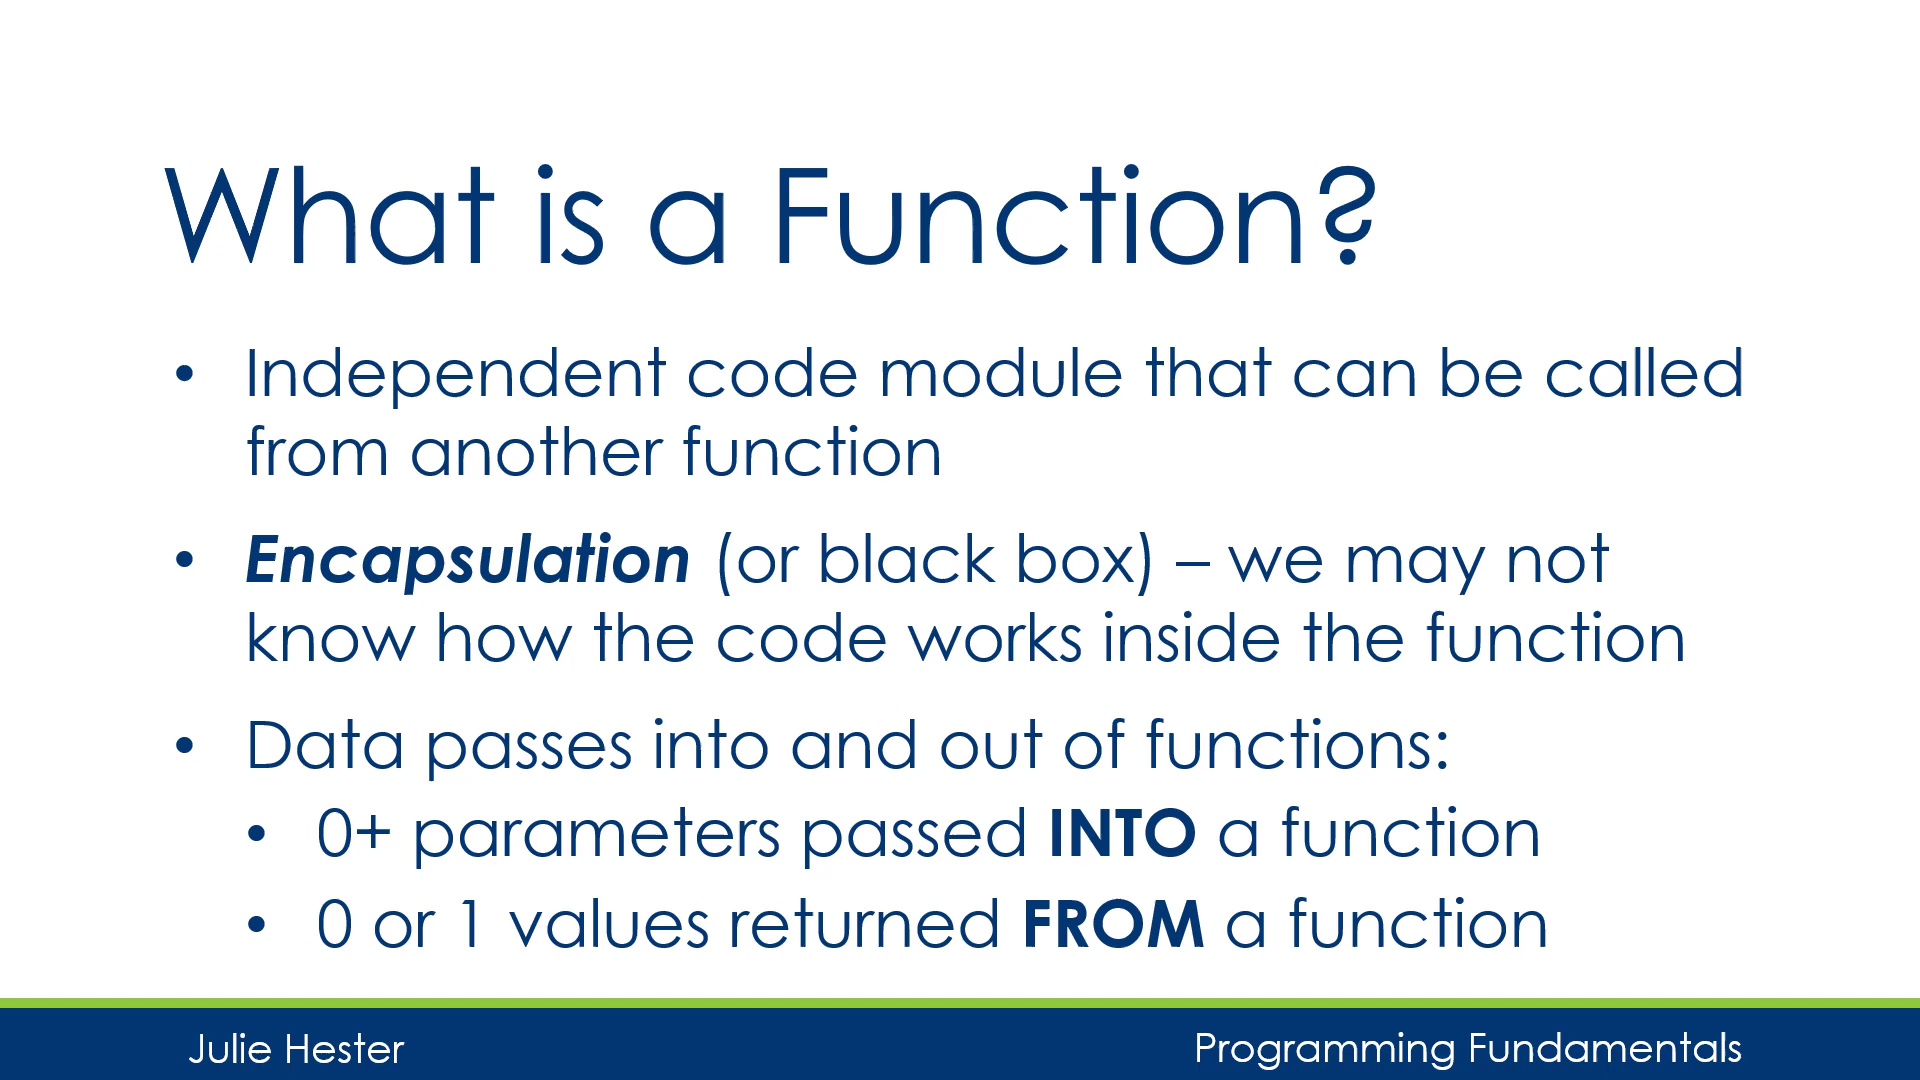 What is a Function?
• Independent code module that can be called
from another function
• Encapsulation (or black box) – we may not
know how the code works inside the function
• Data passes into and out of functions:
• 0+ parameters passed INTO a function
• 0 or 1 values returned FROM a function
Julie Hester
Programming Fundamentals